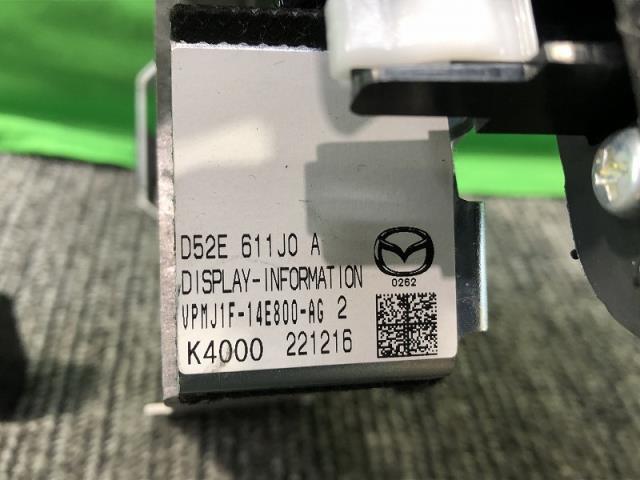 D52E 611J0 A
0262
DISPLAY-INFORMATION
VPMJ1F-14E800-AG 2
K4000 221216